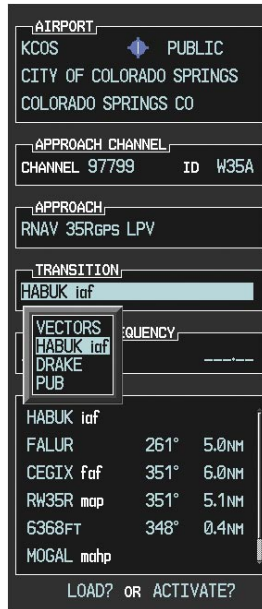 AIRPORT
KCOS PUBLIC
CITY OF COLORADO SPRINGS
COLORADO SPRINGS CO
APPROACH CHANNEL
CHANNEL 97799 ID W35A
APPROACH
RNAV 35RGPS LPV
TRANSITION
HABUK iaf
VECTORS
HABUK iaf
DRAKE
PUB
EQUENCY
___.__
HABUK iaf
FALUR 261° 5.0NM
CEGIX faf 351° 6.0NM
RW35R map 351° 5.1NM
6368FT 348° 0.4NM
MOGAL mahp
LOAD? OR ACTIVATE?